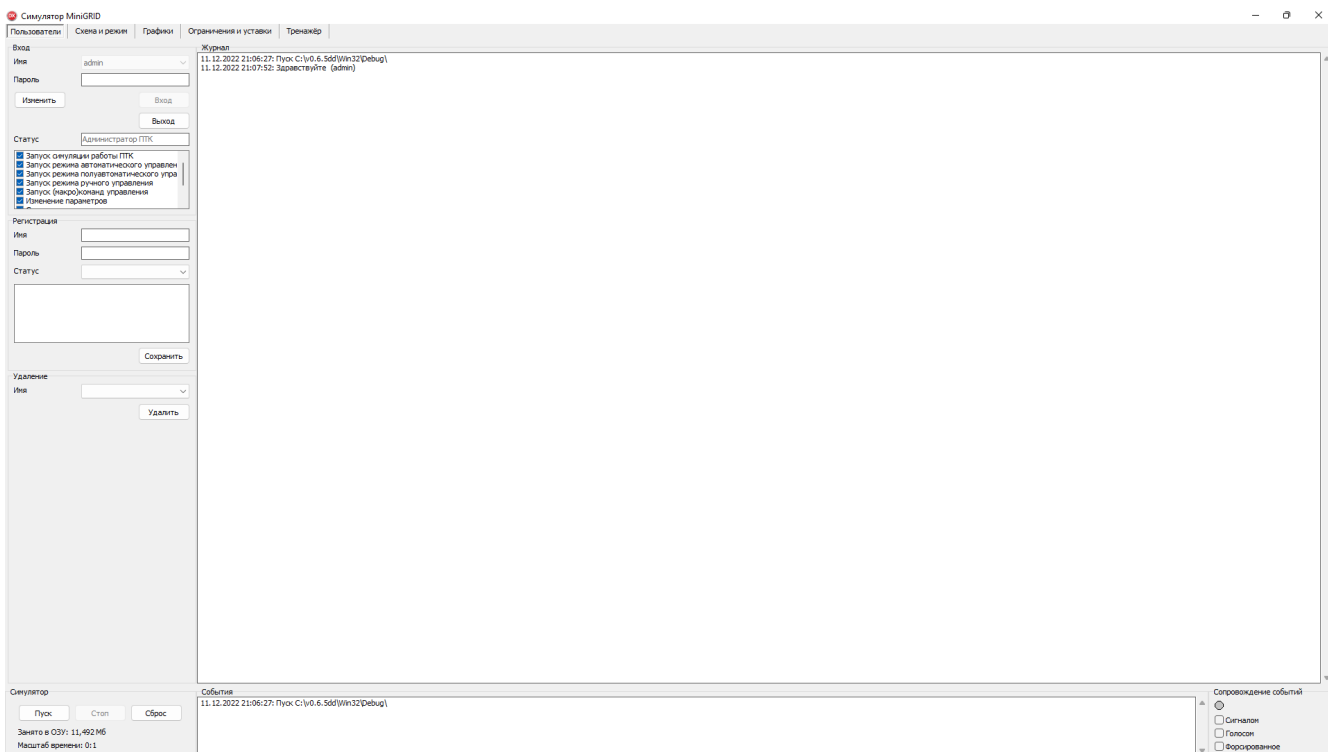 Симулятор MiniGRID
Пользователи Схема и режим Графики Ограничения и уставки Тренажёр
Вход
Имя admin
Пароль
Изменить Вход
Выход
Статус Администратор ПТК
Запуск симуляции работы ПТК
Запуск режима автоматического управлен
Запуск режима полуавтоматического упра
Запуск режима ручного управления
Запуск (макро)команд управления
Изменение параметров
Регистрация
Имя
Пароль
Статус
Сохранить
Удаление
Имя
Удалить
Журнал
11.12.2022 21:06:27: Пуск C:\v0.6.5dd\Win32\Debug\
11.12.2022 21:07:52: Здравствуйте (admin)
Симулятор
Пуск Стоп Сброс
Занято в ОЗУ: 11,492 Мб
Масштаб времени: 0:1
События
11.12.2022 21:06:27: Пуск C:\v0.6.5dd\Win32\Debug\
Сопровождение событий
Сигналом
Голосом
Форсированное